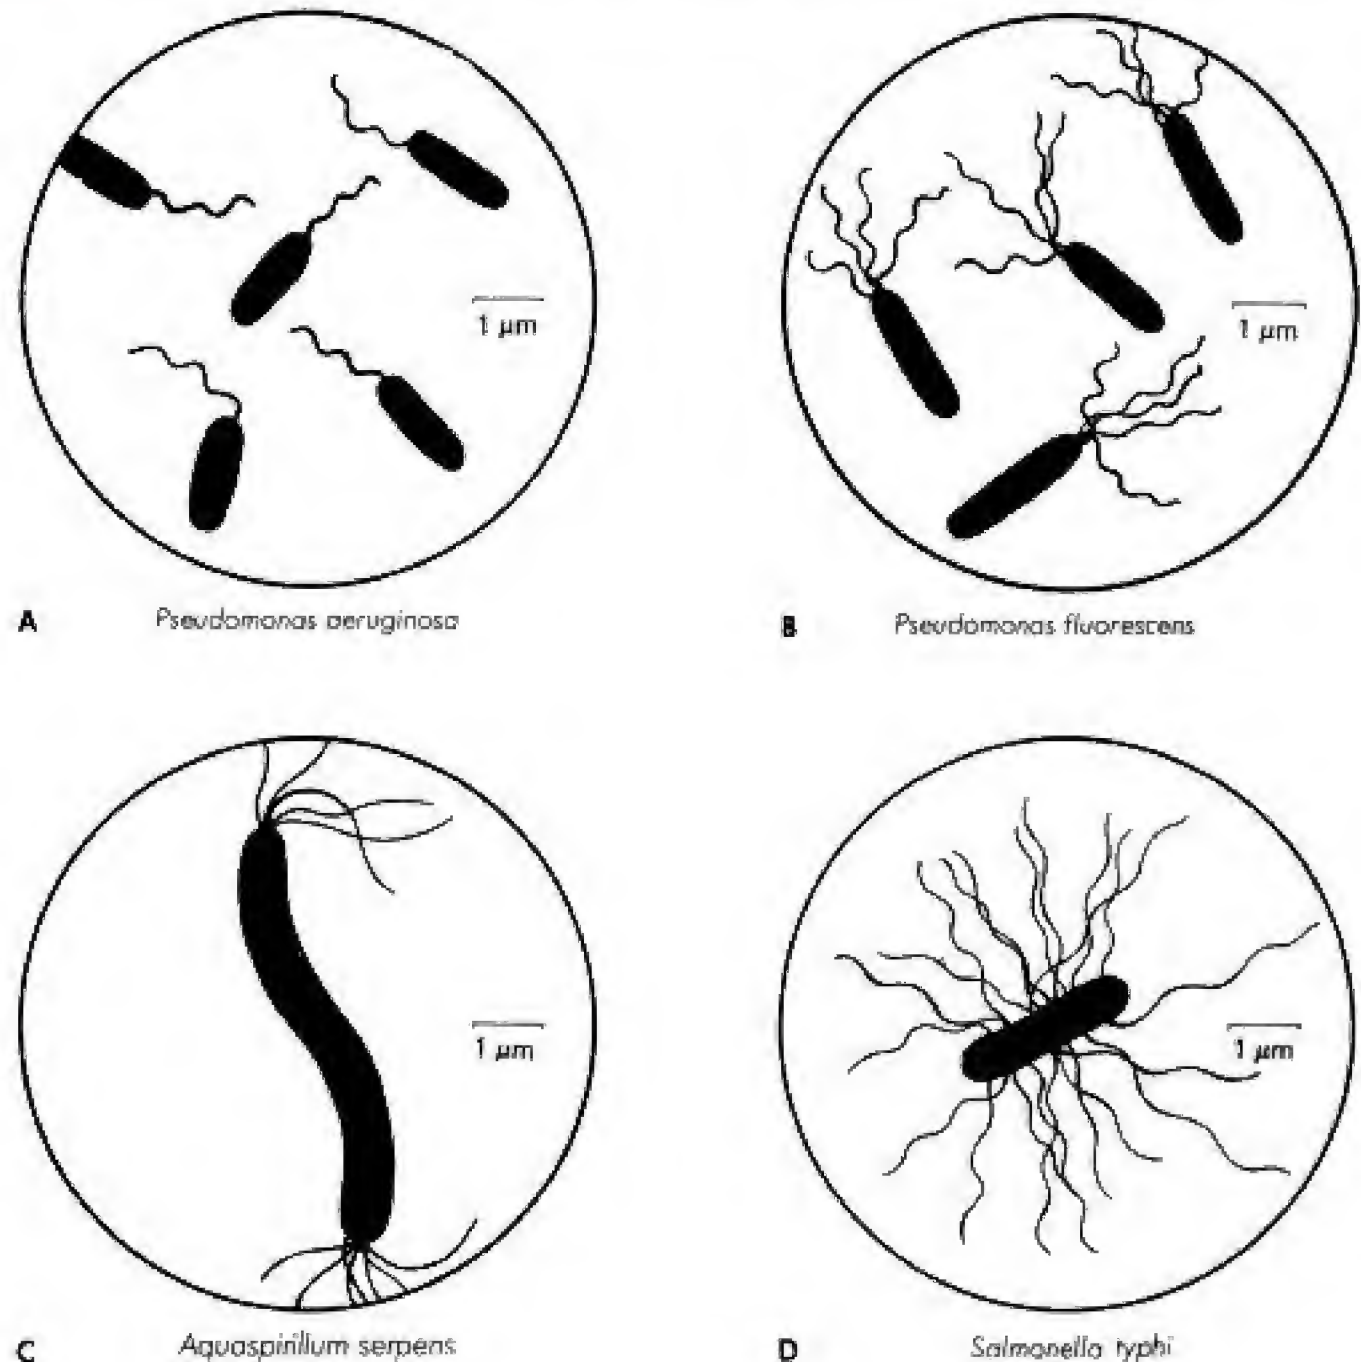 1 µm
1 µm
A Pseudomonas aeruginosa
B Pseudomonas fluorescens
1 µm
1 µm
C Aquaspirillum serpens
D Salmonella typhi